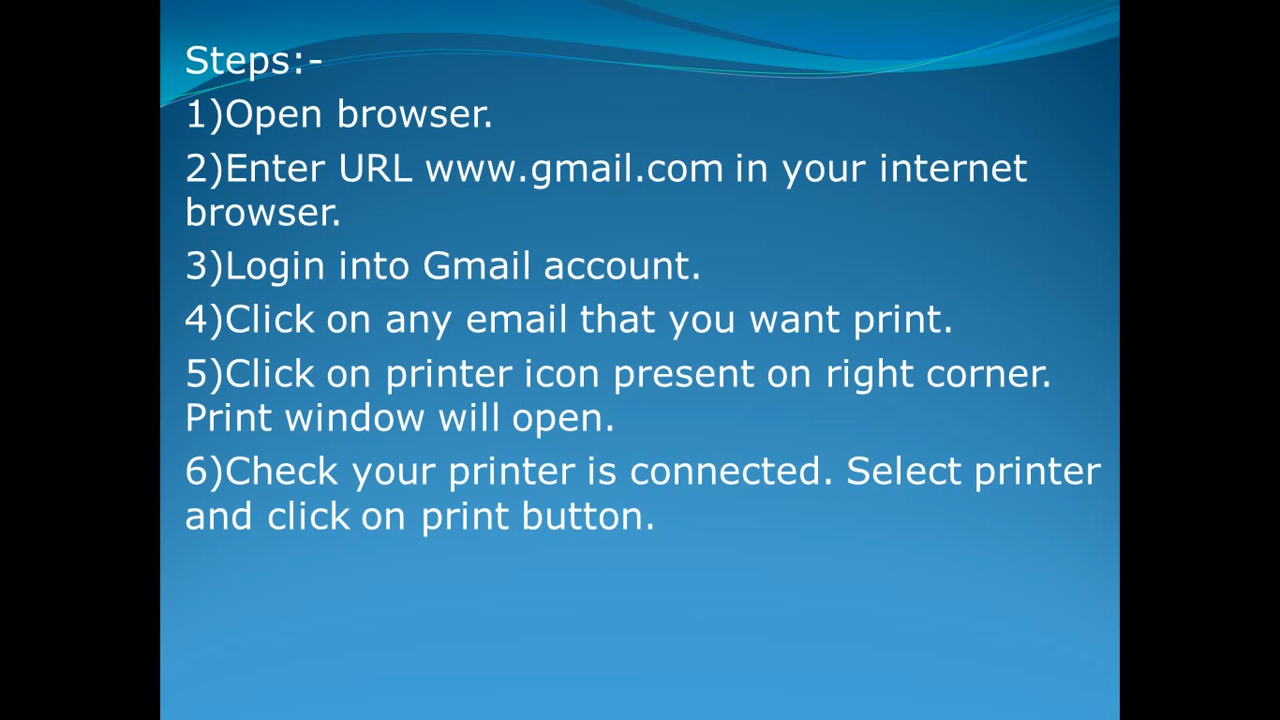 Steps:-
1)Open browser.
2)Enter URL www.gmail.com in your internet
browser.
3)Login into Gmail account.
4)Click on any email that you want print.
5)Click on printer icon present on right corner.
Print window will open.
6)Check your printer is connected. Select printer
and click on print button.